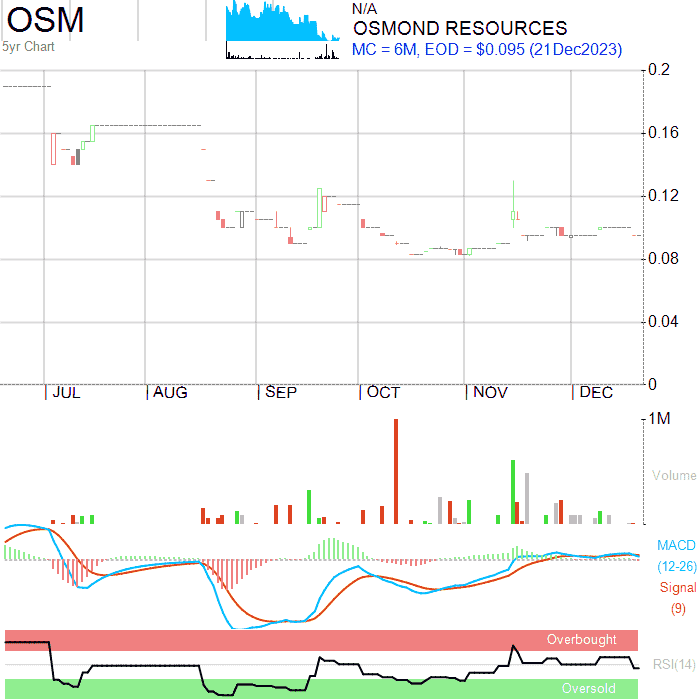 OSM
5yr Chart
N/A
OSMOND RESOURCES
MC = 6M, EOD = $0.095 (21Dec2023)
0.2
0.16
0.12
0.08
0.04
0
JUL AUG SEP OCT NOV DEC
1M
Volume
MACD
(12-26)
Signal
(9)
Overbought
RSI(14)
Oversold